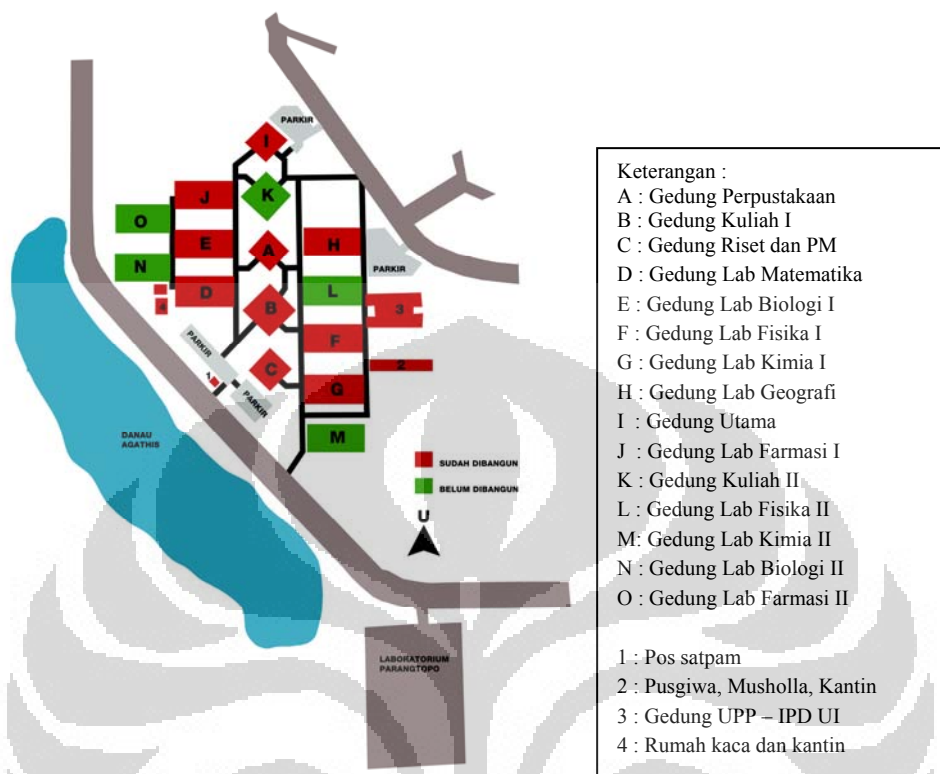 PARKIR
I
K
J
O
E
A
H
N
PARKIR
D
L
4
B
3
PARKIR
F
C
2
1
G
PARKIR
M
DANAU
AGATHIS
SUDAH DIBANGUN
BELUM DIBANGUN
U
LABORATORIUM
PARANGTOPO
Keterangan :
A : Gedung Perpustakaan
B : Gedung Kuliah I
C : Gedung Riset dan PM
D : Gedung Lab Matematika
E : Gedung Lab Biologi I
F : Gedung Lab Fisika I
G : Gedung Lab Kimia I
H : Gedung Lab Geografi
I : Gedung Utama
J : Gedung Lab Farmasi I
K : Gedung Kuliah II
L : Gedung Lab Fisika II
M: Gedung Lab Kimia II
N : Gedung Lab Biologi II
O : Gedung Lab Farmasi II
1 : Pos satpam
2 : Pusgiwa, Musholla, Kantin
3 : Gedung UPP – IPD UI
4 : Rumah kaca dan kantin